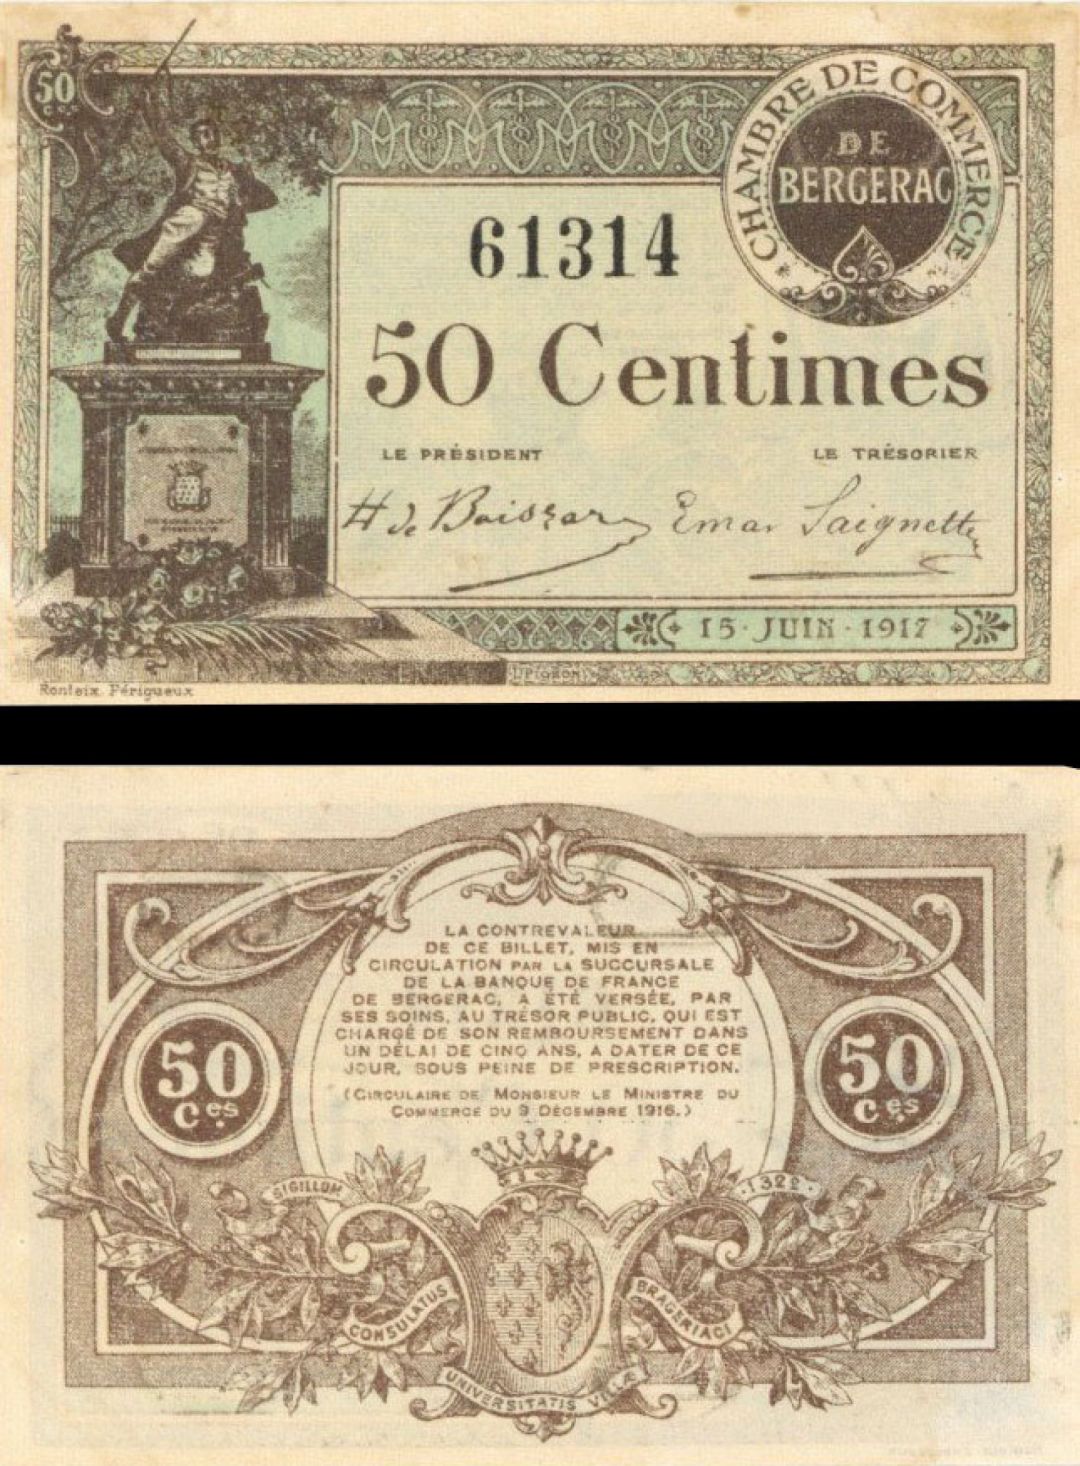 50
CHAMBRE DE COMMERCE
DE
BERGERAC
61314
50 Centimes
LE PRÉSIDENT LE TRÉSORIER
15 · JUIN · 1917
Ronteix Périgueux
LA CONTREVALEUR
DE CE BILLET, MIS EN
CIRCULATION PAR LA SUCCURSALE
DE LA BANQUE DE FRANCE
DE BERGERAC, A ÉTÉ VERSÉE, PAR
SES SOINS, AU TRÉSOR PUBLIC, QUI EST
CHARGÉ DE SON REMBOURSEMENT DANS
UN DÉLAI DE CINQ ANS, A DATER DE CE
JOUR, SOUS PEINE DE PRESCRIPTION.
(CIRCULAIRE DE MONSIEUR LE MINISTRE DU
COMMERCE DU 9 DÉCEMBRE 1916.)
50 Ces
50 Ces
SIGILLUM
· 1322 ·
CONSULATUS
BRAGERIACI
UNIVERSITATIS VILLÆ